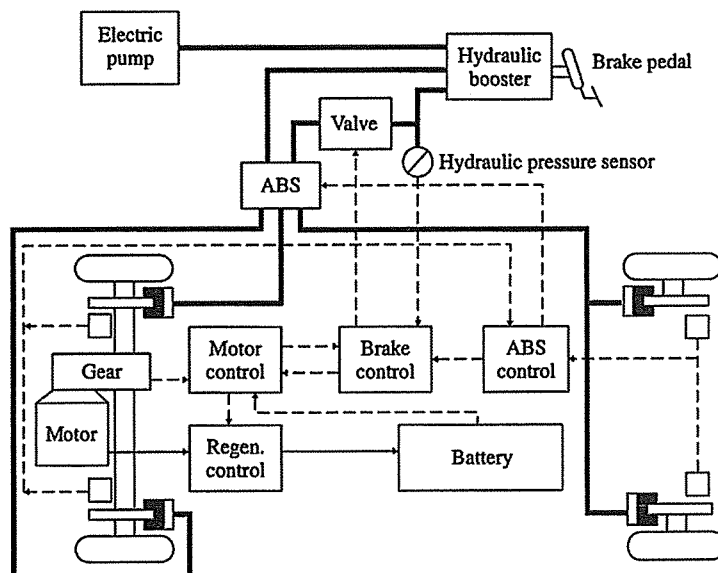 Electric
pump
Hydraulic
booster
Brake pedal
Valve
Hydraulic pressure sensor
ABS
Gear
Motor
control
Brake
control
ABS
control
Motor
Regen.
control
Battery